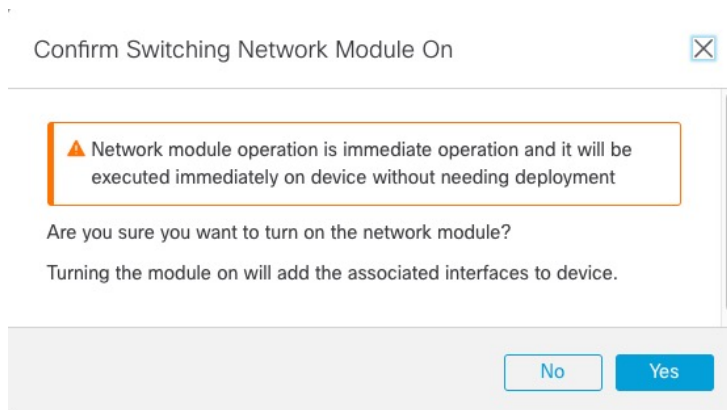 Confirm Switching Network Module On
Network module operation is immediate operation and it will be
executed immediately on device without needing deployment
Are you sure you want to turn on the network module?
Turning the module on will add the associated interfaces to device.
No
Yes